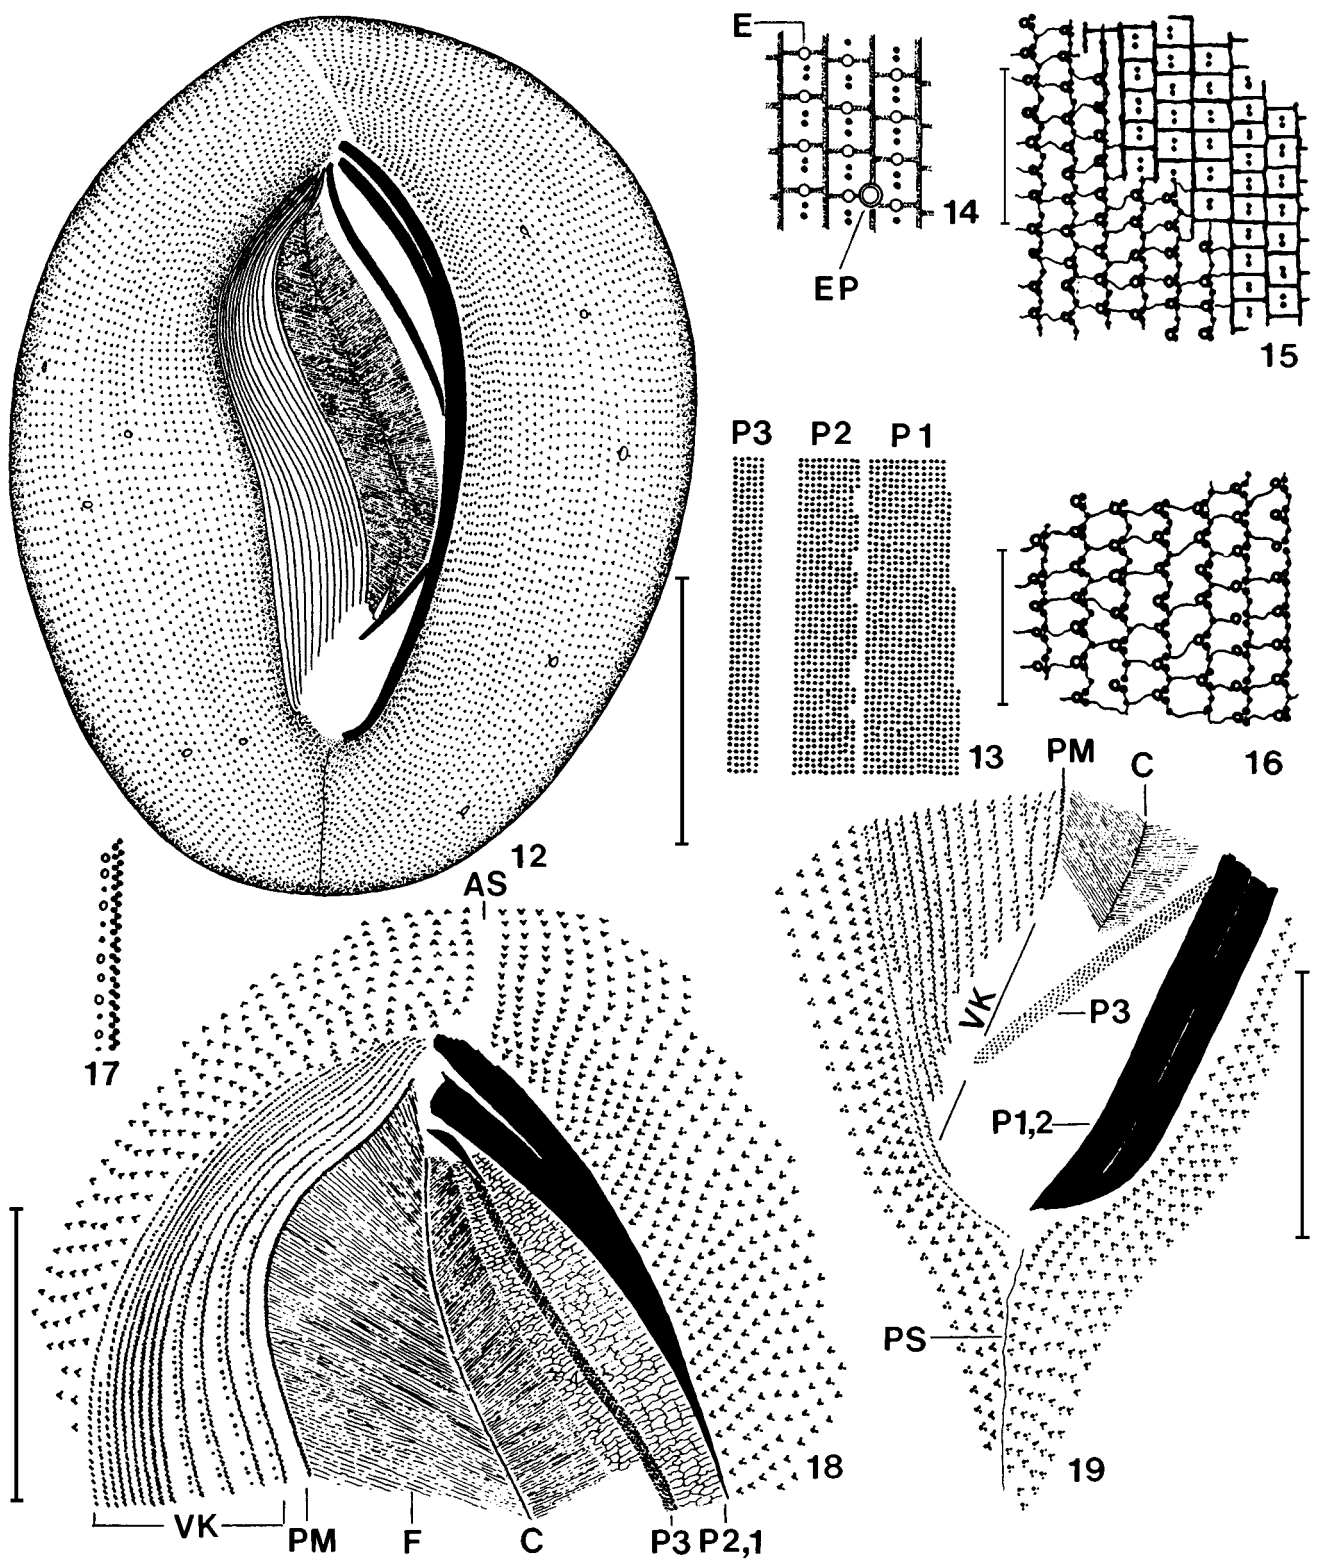 E
EP
14
15
P3 P2 P1
13
16
12
17
AS
PM
C
VK
P3
P1,2
PS
19
18
VK PM F C P3 P2,1